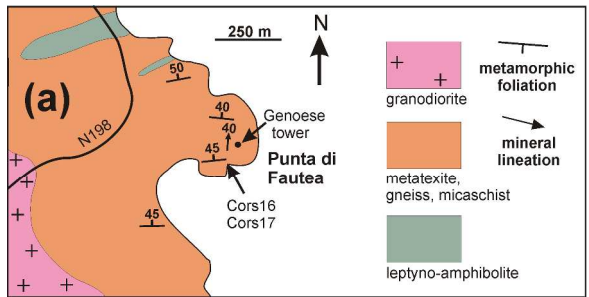 (a)
N198
250 m
N
50
40
40
45
45
Genoese
tower
Punta di
Fautea
Cors16
Cors17
granodiorite
metamorphic
foliation
metatexite,
gneiss, micaschist
mineral
lineation
leptyno-amphibolite